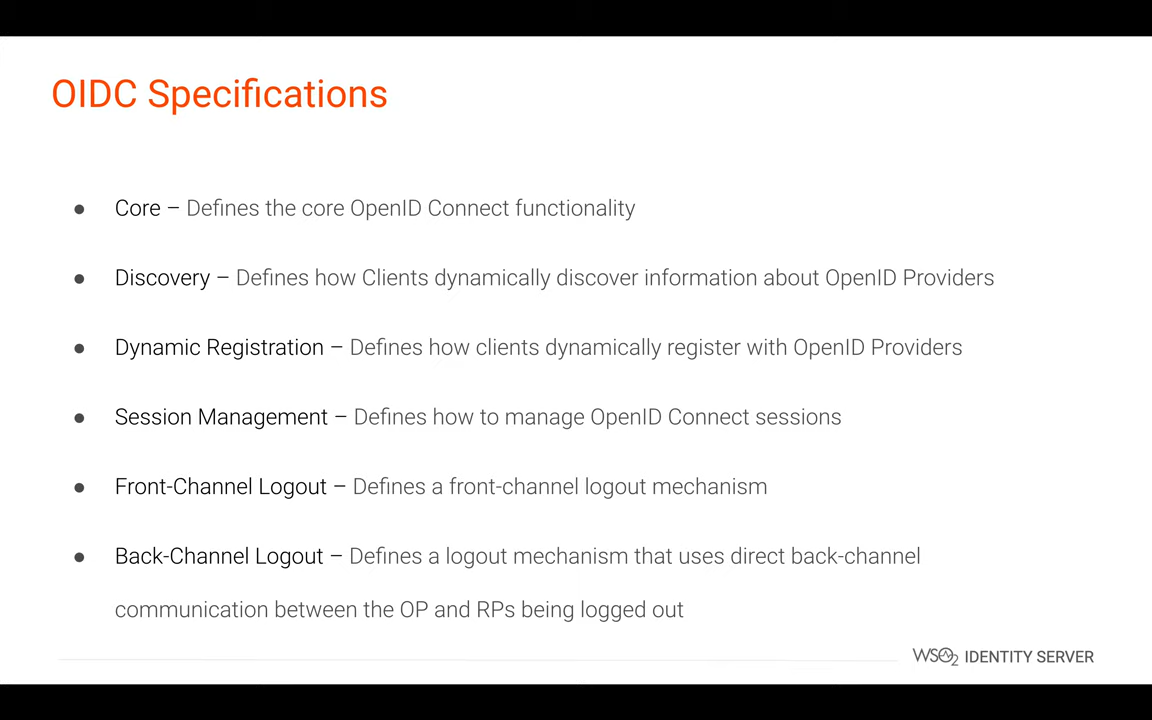 OIDC Specifications
● Core – Defines the core OpenID Connect functionality
● Discovery – Defines how Clients dynamically discover information about OpenID Providers
● Dynamic Registration – Defines how clients dynamically register with OpenID Providers
● Session Management – Defines how to manage OpenID Connect sessions
● Front-Channel Logout – Defines a front-channel logout mechanism
● Back-Channel Logout – Defines a logout mechanism that uses direct back-channel
communication between the OP and RPs being logged out
WSO2 IDENTITY SERVER